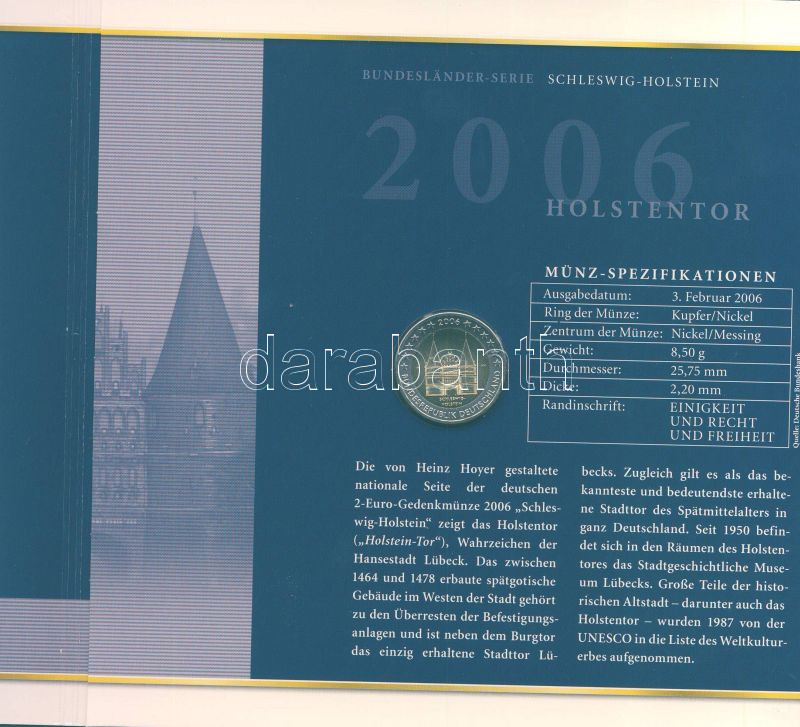 BUNDESLÄNDER-SERIE SCHLESWIG-HOLSTEIN
2006
HOLSTENTOR
MÜNZ-SPEZIFIKATIONEN
Ausgabedatum: 3. Februar 2006
Ring der Münze: Kupfer/Nickel
Zentrum der Münze: Nickel/Messing
Gewicht: 8,50 g
Durchmesser: 25,75 mm
Dicke: 2,20 mm
Randinschrift: EINIGKEIT
UND RECHT
UND FREIHEIT
Quelle: Deutsche Bundesbank
2006
SCHLESWIG-
HOLSTEIN
BUNDESREPUBLIK DEUTSCHLAND
darabanth
Die von Heinz Hoyer gestaltete
nationale Seite der deutschen
2-Euro-Gedenkmünze 2006 „Schles-
wig-Holstein“ zeigt das Holstentor
(„Holstein-Tor“), Wahrzeichen der
Hansestadt Lübeck. Das zwischen
1464 und 1478 erbaute spätgotische
Gebäude im Westen der Stadt gehört
zu den Überresten der Befestigungs-
anlagen und ist neben dem Burgtor
das einzig erhaltene Stadttor Lü-
becks. Zugleich gilt es als das be-
kannteste und bedeutendste erhalte-
ne Stadttor des Spätmittelalters in
ganz Deutschland. Seit 1950 befin-
det sich in den Räumen des Holsten-
tores das Stadtgeschichtliche Muse-
um Lübecks. Große Teile der histo-
rischen Altstadt – darunter auch das
Holstentor – wurden 1987 von der
UNESCO in die Liste des Weltkultur-
erbes aufgenommen.